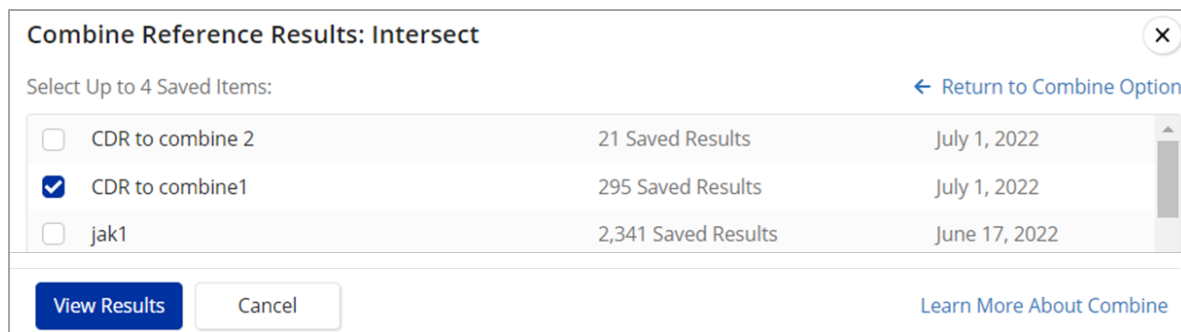 Combine Reference Results: Intersect
Select Up to 4 Saved Items: ← Return to Combine Option
CDR to combine 2 21 Saved Results July 1, 2022
CDR to combine1 295 Saved Results July 1, 2022
jak1 2,341 Saved Results June 17, 2022
View Results Cancel Learn More About Combine